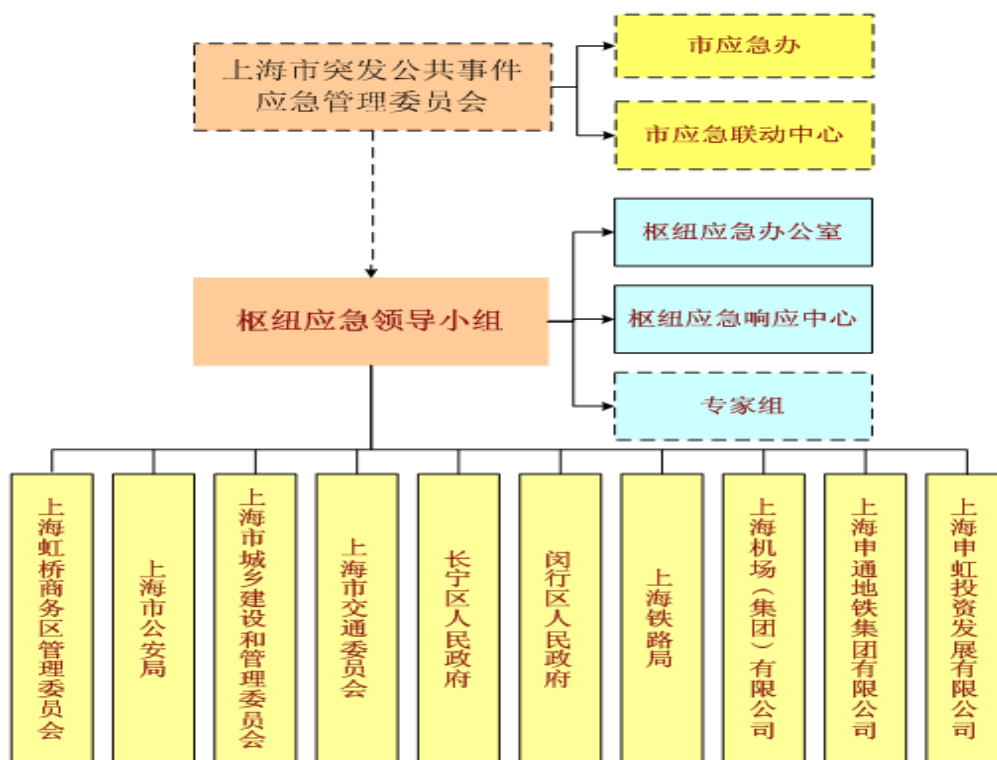 上海市突发公共事件
应急管理委员会
市应急办
市应急联动中心
枢纽应急领导小组
枢纽应急办公室
枢纽应急响应中心
专家组
上海虹桥商务区管理委员会
上海市公安局
上海市城乡建设和管理委员会
上海市交通委员会
长宁区人民政府
闵行区人民政府
上海铁路局
上海机场（集团）有限公司
上海申通地铁集团有限公司
上海申虹投资发展有限公司